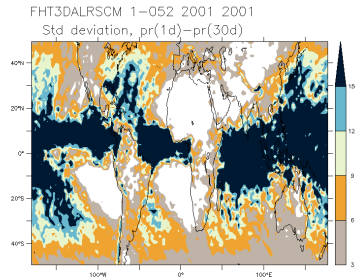 FHT3DALRSCM 1-052 2001 2001
Std deviation, pr(1d)-pr(30d)
40°N
20°N
0°
20°S
40°S
100°W
0°
100°E
15
12
9
6
3